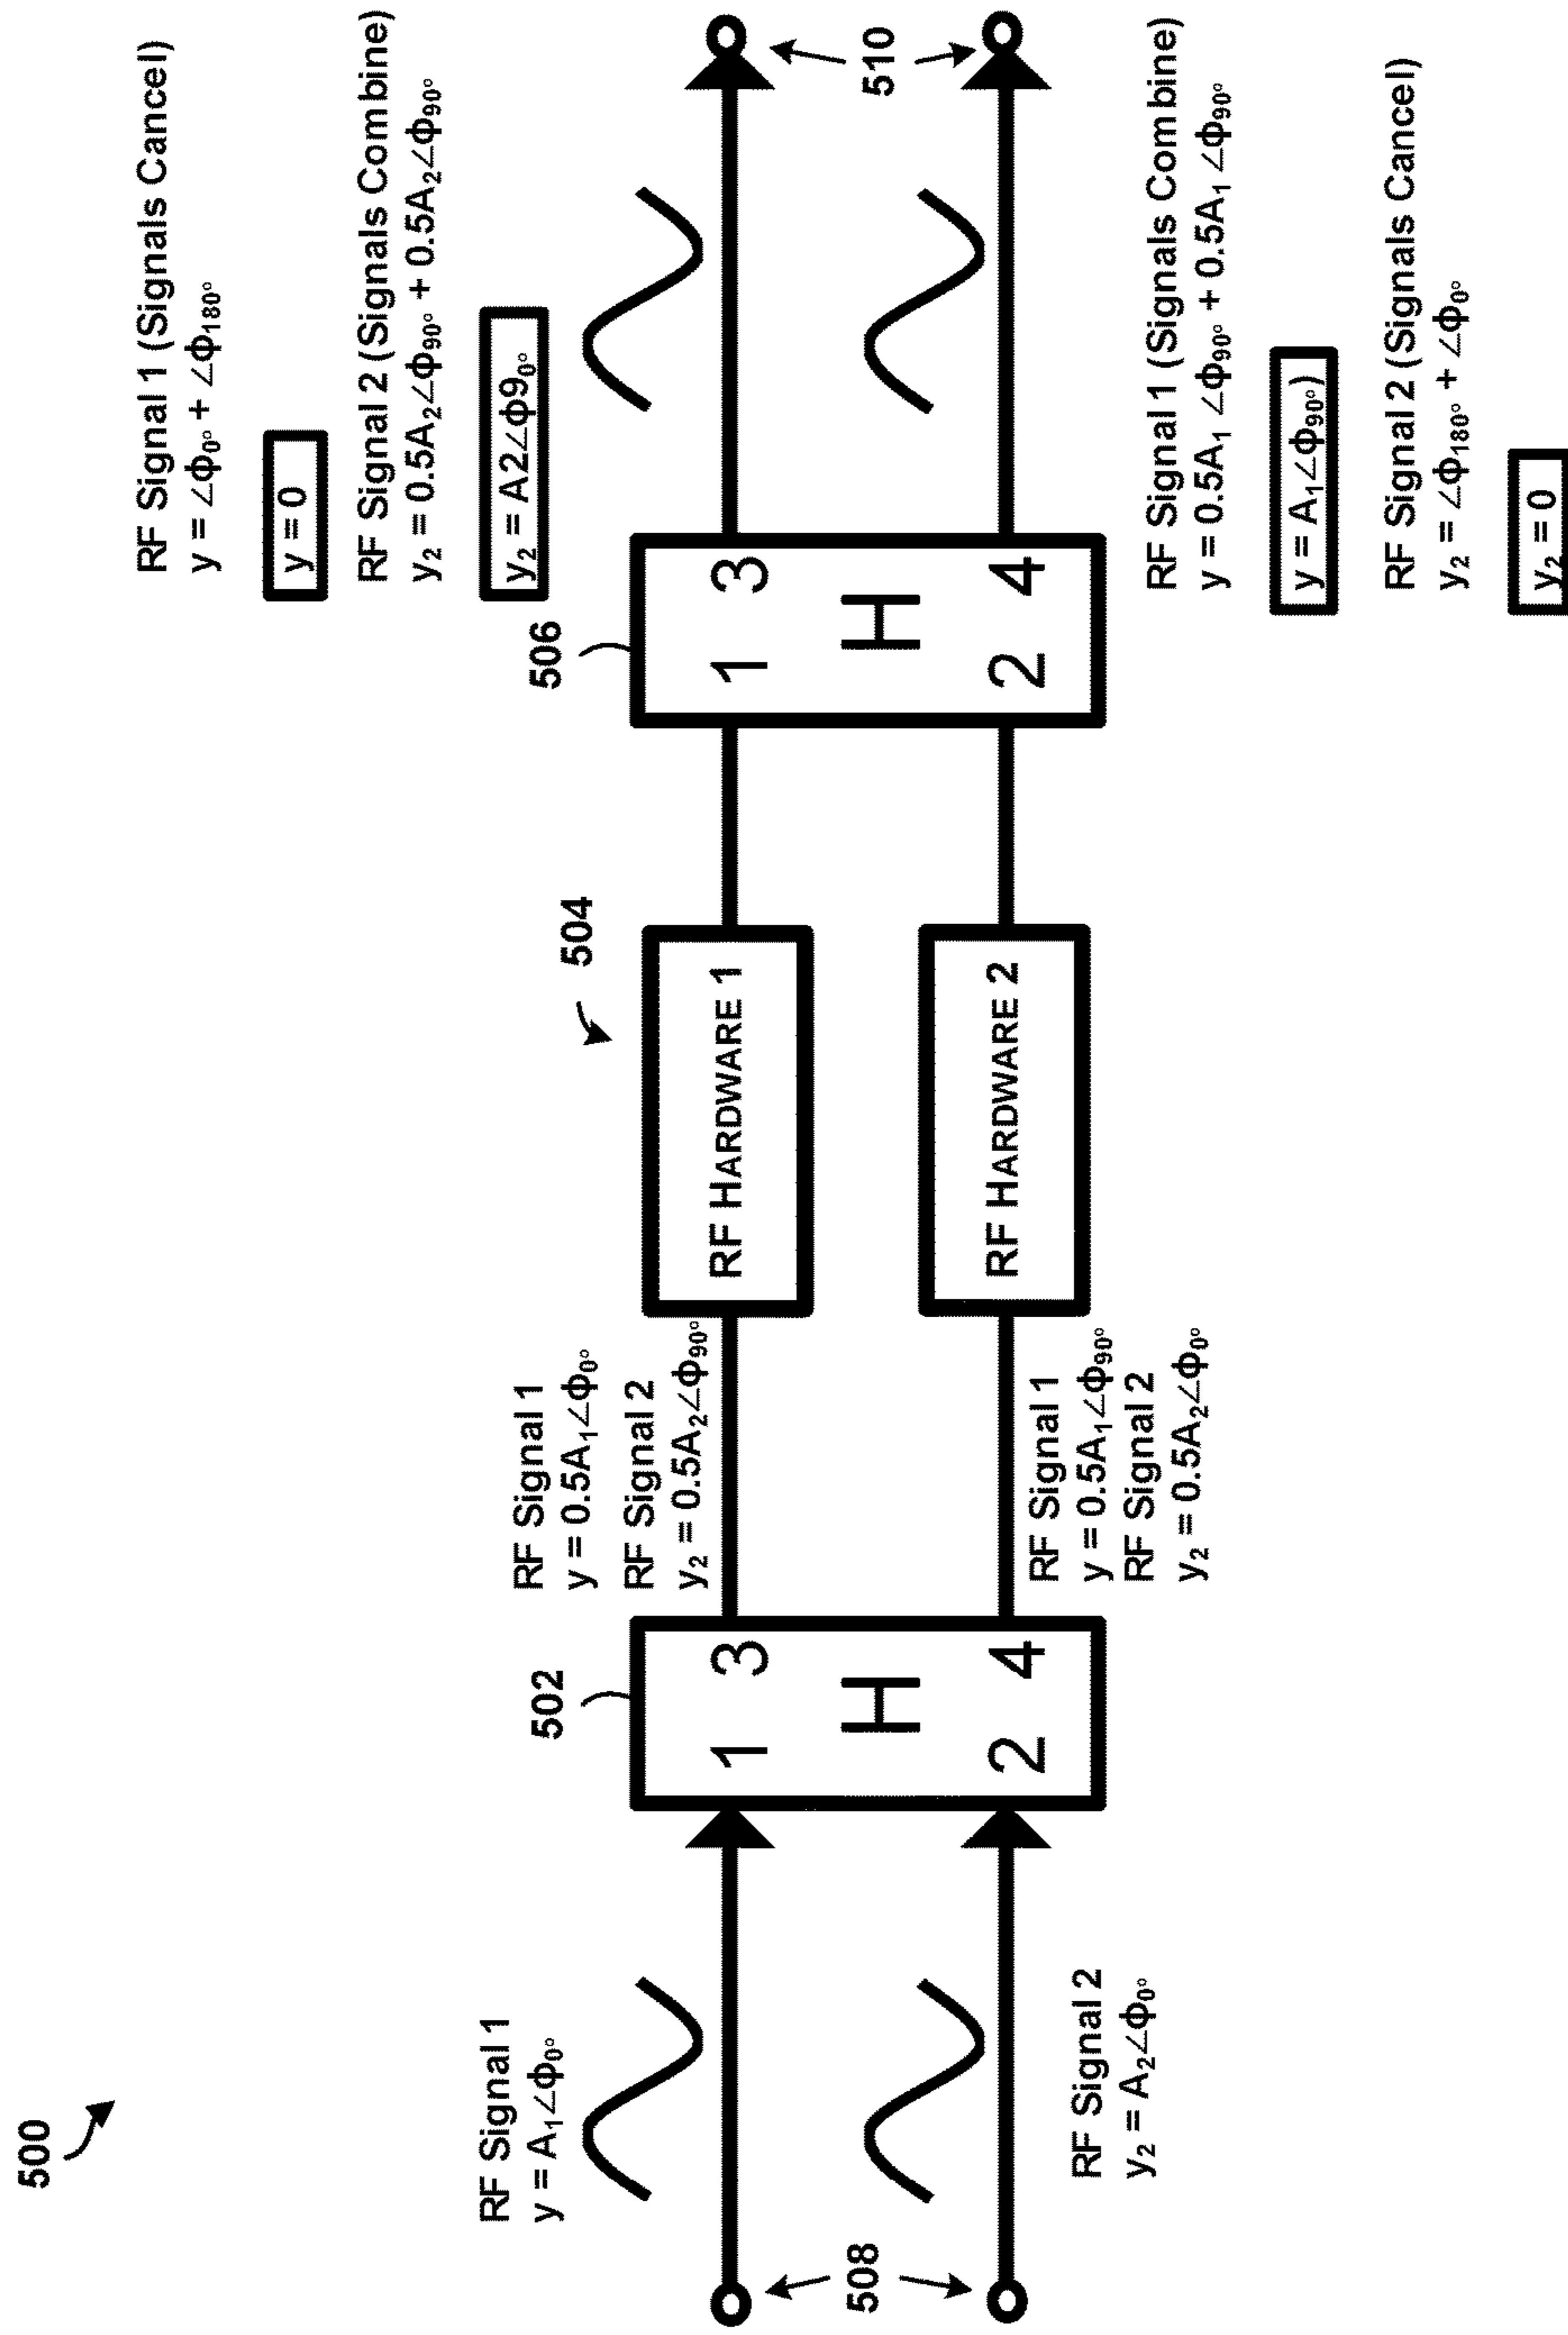 500
RF Signal 1
y = A₁∠ϕ₀°
508
RF Signal 2
y₂ = A₂∠ϕ₀°
502
1 3
H
2 4
RF Signal 1
y = 0.5A₁∠ϕ₀°
RF Signal 2
y₂ = 0.5A₂∠ϕ₉₀°
RF Signal 1
y = 0.5A₁∠ϕ₉₀°
RF Signal 2
y₂ = 0.5A₂∠ϕ₀°
504
RF HARDWARE 1
RF HARDWARE 2
506
1 3
H
2 4
RF Signal 1 (Signals Cancel)
y = ∠ϕ₀° + ∠ϕ₁₈₀°
y = 0
RF Signal 2 (Signals Combine)
y₂ = 0.5A₂∠ϕ₉₀° + 0.5A₂∠ϕ₉₀°
y₂ = A2∠ϕ9₀°
510
RF Signal 1 (Signals Combine)
y = 0.5A₁ ∠ϕ₉₀° + 0.5A₁ ∠ϕ₉₀°
y = A₁∠ϕ₉₀°)
RF Signal 2 (Signals Cancel)
y₂ = ∠ϕ₁₈₀° + ∠ϕ₀°
y₂ = 0